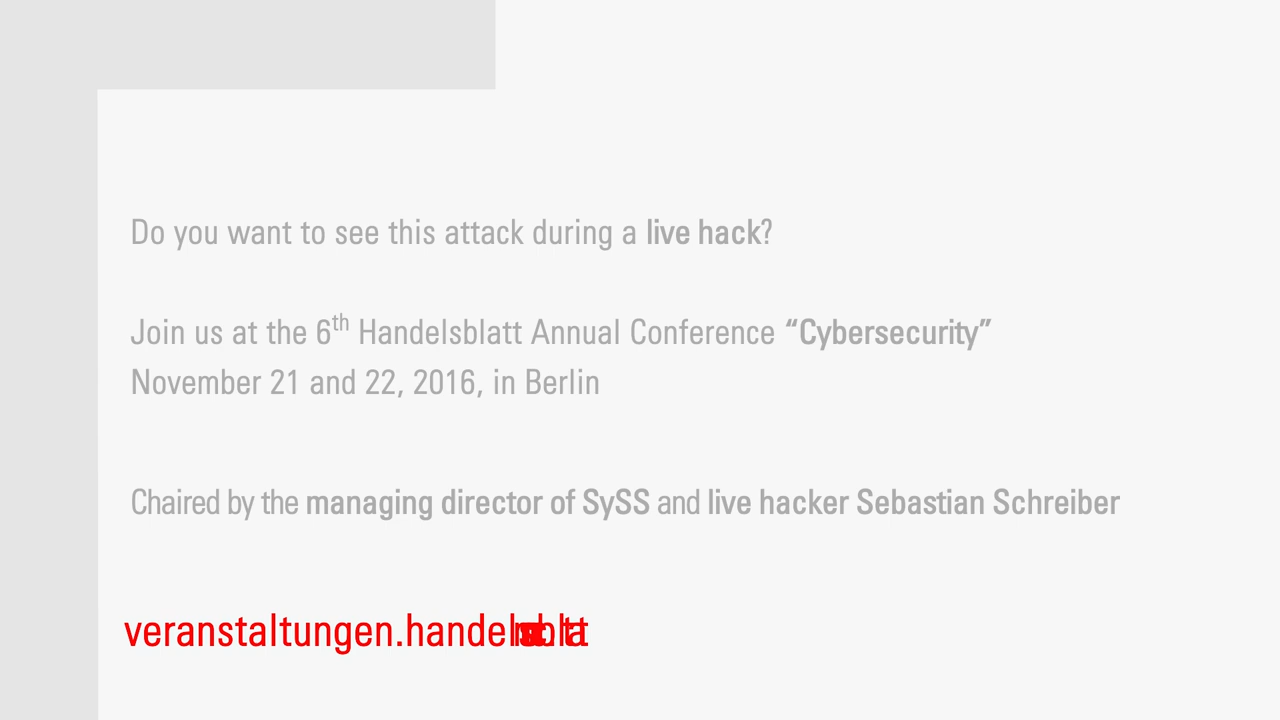 Do you want to see this attack during a live hack?
Join us at the 6th Handelsblatt Annual Conference “Cybersecurity”
November 21 and 22, 2016, in Berlin
Chaired by the managing director of SySS and live hacker Sebastian Schreiber
veranstaltungen.handels